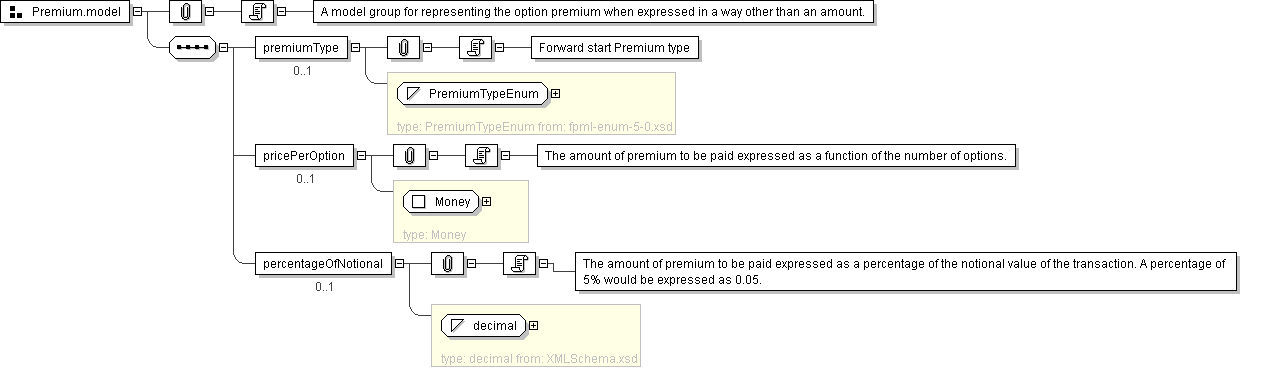 Premium.model
A model group for representing the option premium when expressed in a way other than an amount.
premiumType
Forward start Premium type
0..1
PremiumTypeEnum
type: PremiumTypeEnum from: fpml-enum-5-0.xsd
pricePerOption
The amount of premium to be paid expressed as a function of the number of options.
0..1
Money
type: Money
percentageOfNotional
The amount of premium to be paid expressed as a percentage of the notional value of the transaction. A percentage of
5% would be expressed as 0.05.
0..1
decimal
type: decimal from: XMLSchema.xsd